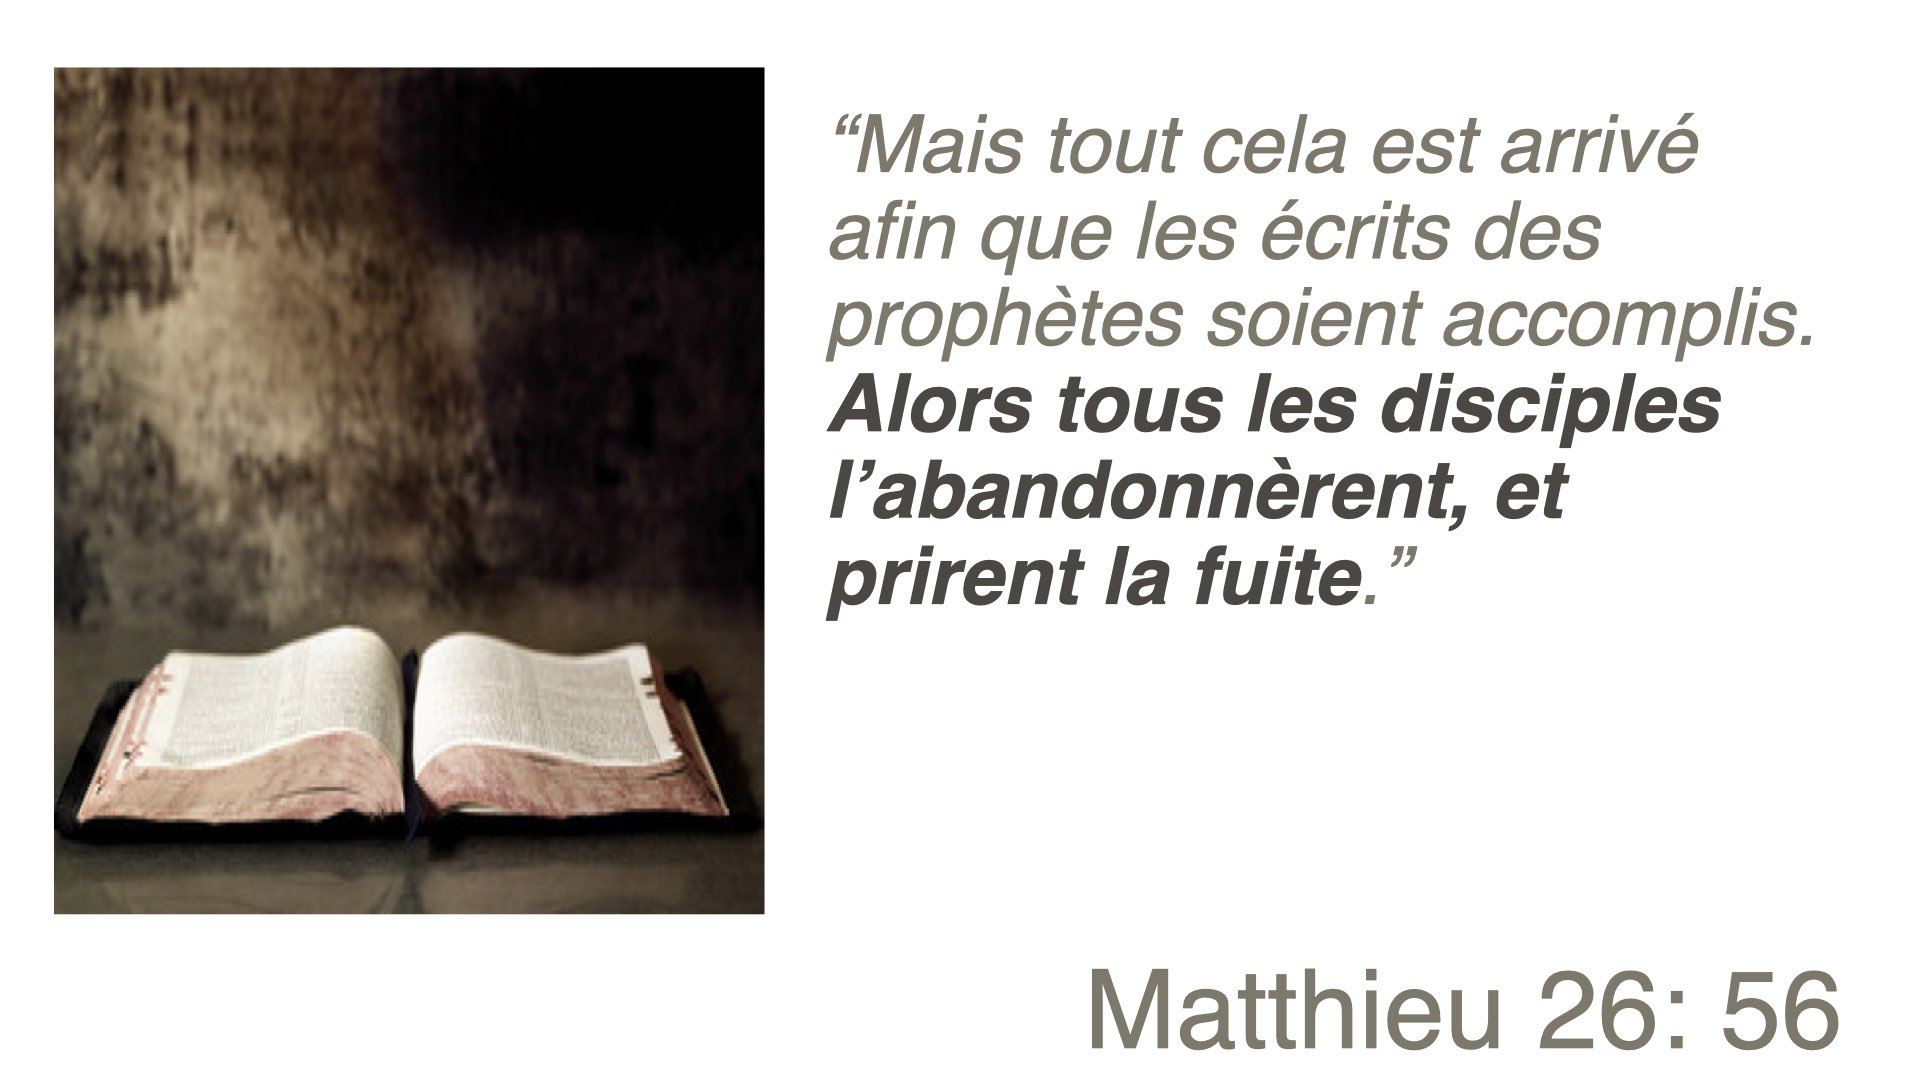 “Mais tout cela est arrivé
afin que les écrits des
prophètes soient accomplis.
Alors tous les disciples
l’abandonnèrent, et
prirent la fuite.”
Matthieu 26: 56